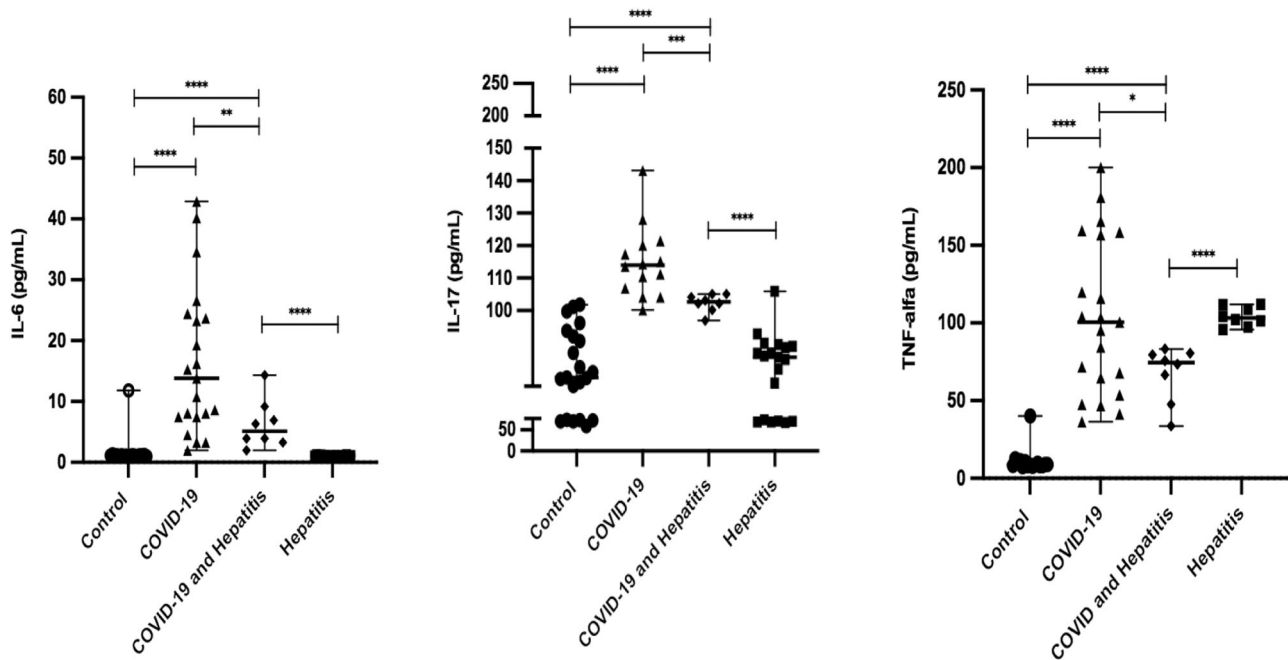 ****
**
****
****
60
50
40
30
20
10
0
IL-6 (pg/mL)
Control
COVID-19
COVID-19 and Hepatitis
Hepatitis
****
***
****
****
250
200
150
140
130
120
110
100
50
0
IL-17 (pg/mL)
Control
COVID-19
COVID-19 and Hepatitis
Hepatitis
****
*
****
****
250
200
150
100
50
0
TNF-alfa (pg/mL)
Control
COVID-19
COVID and Hepatitis
Hepatitis